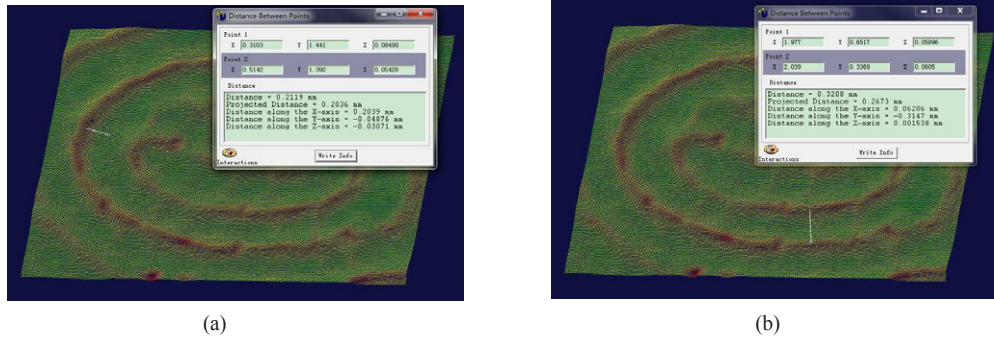 Distance Between Points
Point 1
X 0.3103 Y 1.441 Z 0.08499
Point 2
X 0.5142 Y 1.392 Z 0.05428
Distance
Distance = 0.2119 mm
Projected Distance = 0.2036 mm
Distance along the X-axis = 0.2039 mm
Distance along the Y-axis = -0.04876 mm
Distance along the Z-axis = -0.03071 mm
Interactions
Write Info
(a)
Distance Between Points
Point 1
X 1.977 Y 0.6517 Z 0.05896
Point 2
X 2.039 Y 0.3369 Z 0.0605
Distance
Distance = 0.3208 mm
Projected Distance = 0.2673 mm
Distance along the X-axis = 0.06206 mm
Distance along the Y-axis = -0.3147 mm
Distance along the Z-axis = 0.001538 mm
Interactions
Write Info
(b)